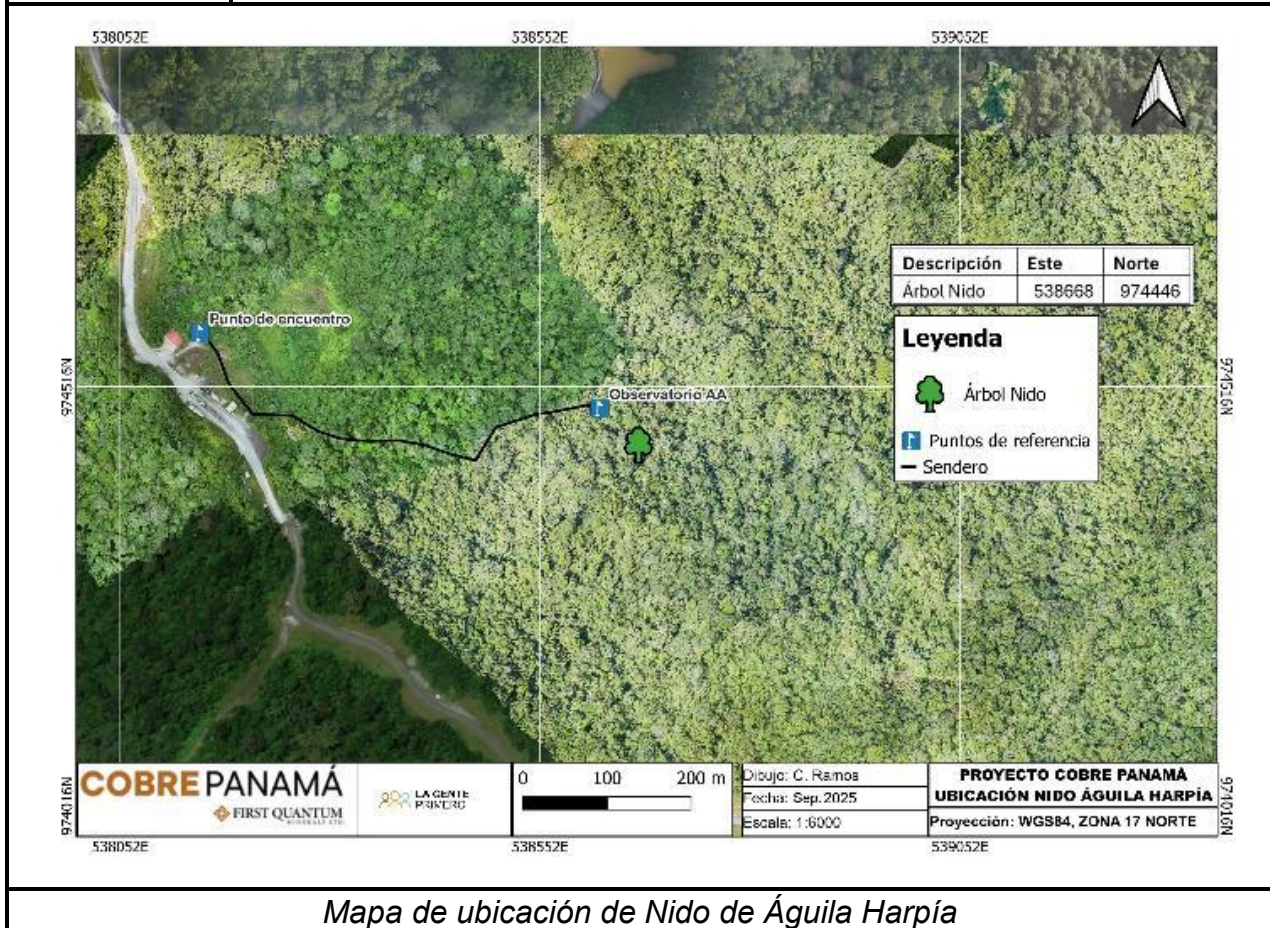 538052E 538552E 539052E
Descripción Este Norte
Árbol Nido 538668 974446
Punto de encuentro
Leyenda
Árbol Nido
Puntos de referencia
Sendero
Observatorio AA
974516N 974516N
COBRE PANAMÁ
FIRST QUANTUM
LA GENTE
PRIMERO
0 100 200 m
Dibujo: C. Ramos
Fecha: Sep.2025
Escala: 1:6000
PROYECTO COBRE PANAMÁ
UBICACIÓN NIDO ÁGUILA HARPÍA
Proyección: WGS84, ZONA 17 NORTE
974016N 974016N
538052E 538552E 539052E
Mapa de ubicación de Nido de Águila Harpía